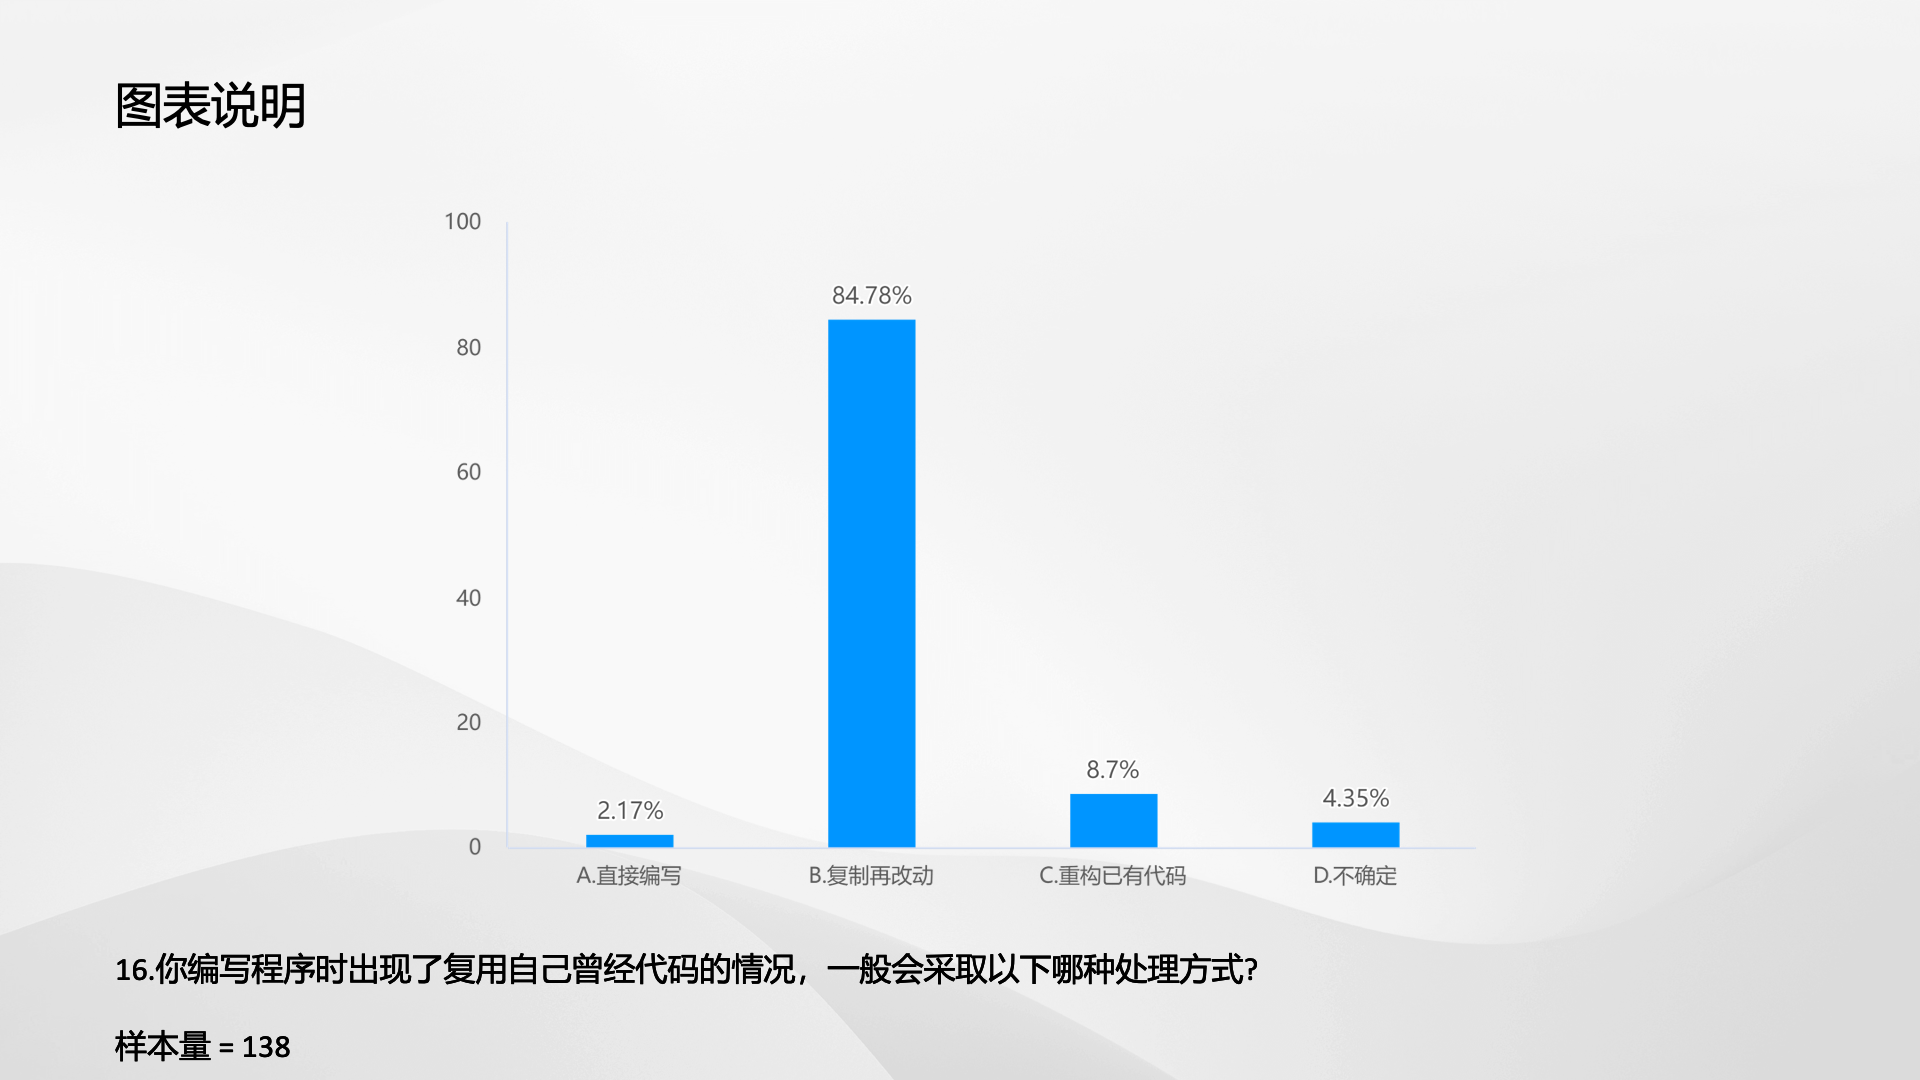 图表说明
100
80
60
40
20
0
2.17%
84.78%
8.7%
4.35%
A.直接编写
B.复制再改动
C.重构已有代码
D.不确定
16.你编写程序时出现了复用自己曾经代码的情况，一般会采取以下哪种处理方式?
样本量 = 138